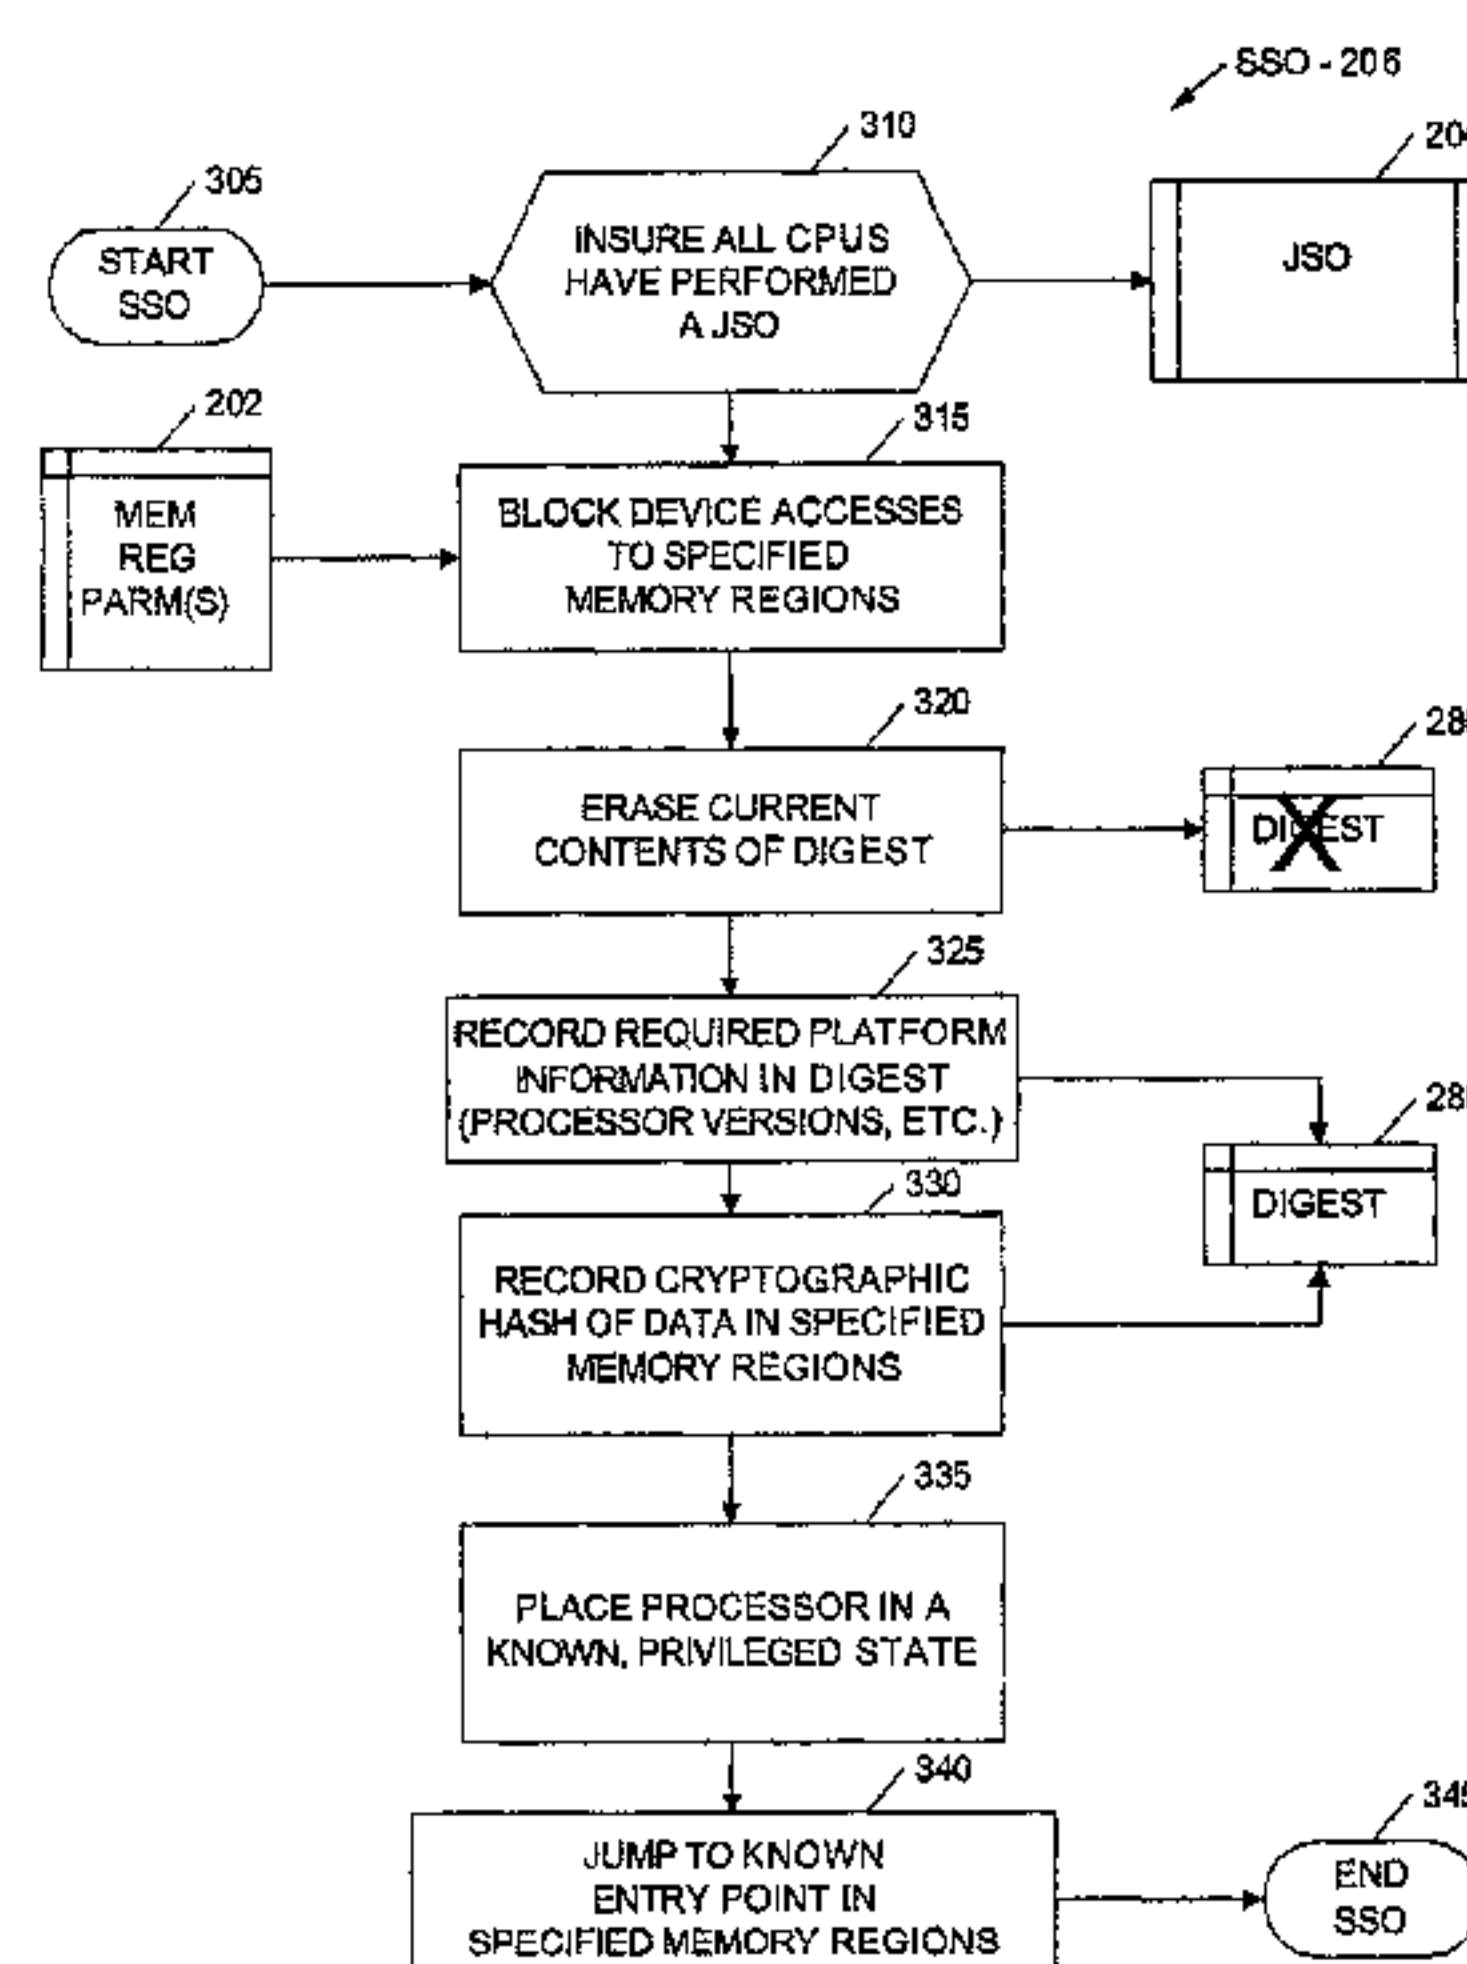 SSO - 206
310
305
START
SSO
INSURE ALL CPUS
HAVE PERFORMED
A JSO
JSO
202
315
MEM
REG
PARM(S)
BLOCK DEVICE ACCESSES
TO SPECIFIED
MEMORY REGIONS
320
ERASE CURRENT
CONTENTS OF DIGEST
DIGEST
325
RECORD REQUIRED PLATFORM
INFORMATION IN DIGEST
(PROCESSOR VERSIONS, ETC.)
330
DIGEST
RECORD CRYPTOGRAPHIC
HASH OF DATA IN SPECIFIED
MEMORY REGIONS
335
PLACE PROCESSOR IN A
KNOWN, PRIVILEGED STATE
340
345
JUMP TO KNOWN
ENTRY POINT IN
SPECIFIED MEMORY REGIONS
END
SSO